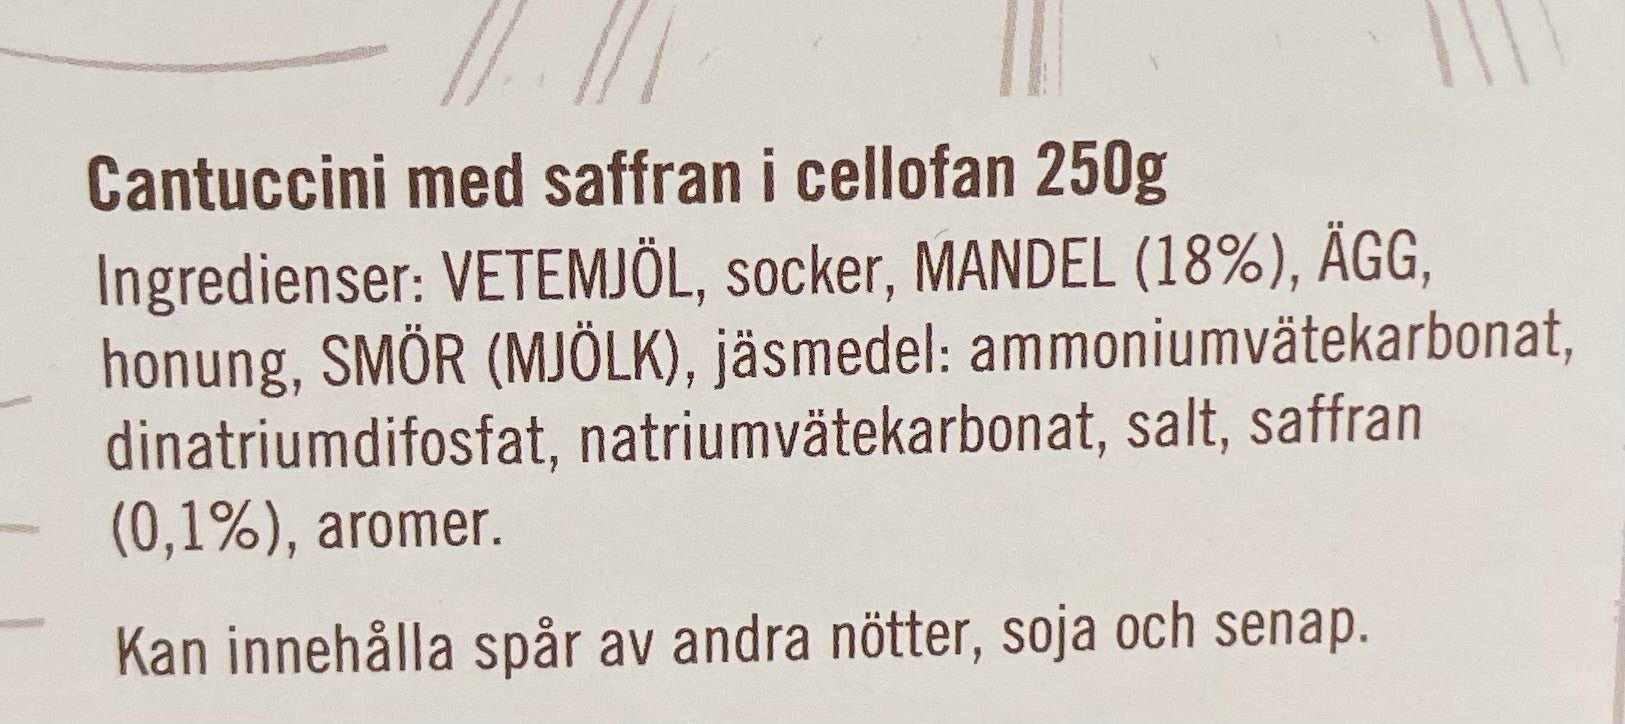 Cantuccini med saffran i cellofan 250g
Ingredienser: VETEMJÖL, socker, MANDEL (18%), ÄGG,
honung, SMÖR (MJÖLK), jäsmedel: ammoniumvätekarbonat,
dinatriumdifosfat, natriumvätekarbonat, salt, saffran
(0,1%), aromer.
Kan innehålla spår av andra nötter, soja och senap.